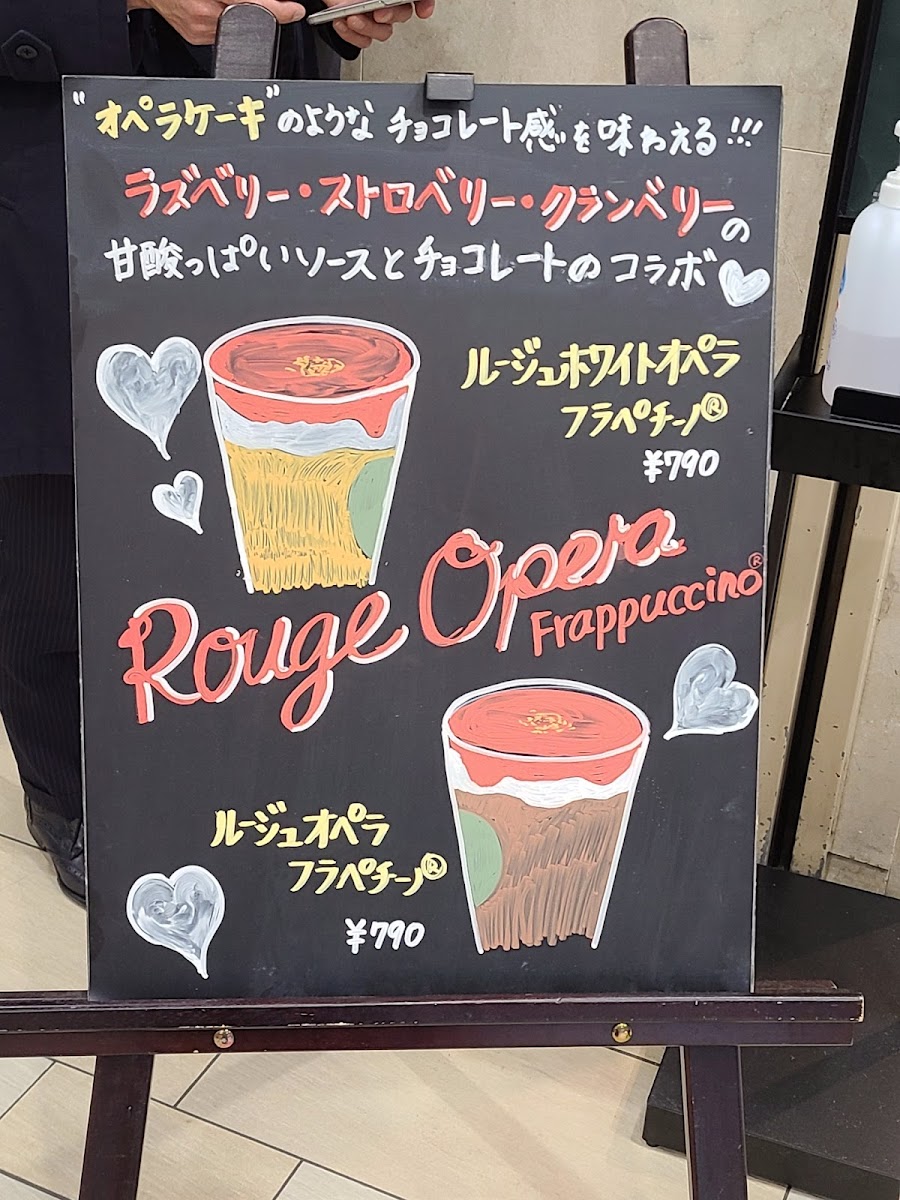 "オペラケーキ"のような チョコレート感を味わえる!!!
ラズベリー・ストロベリー・クランベリーの
甘酸っぱいソースとチョコレートのコラボ
ルージュホワイトオペラ
フラペチーノ®
¥790
Rouge Opera
Frappuccino®
ルージュオペラ
フラペチーノ®
¥790